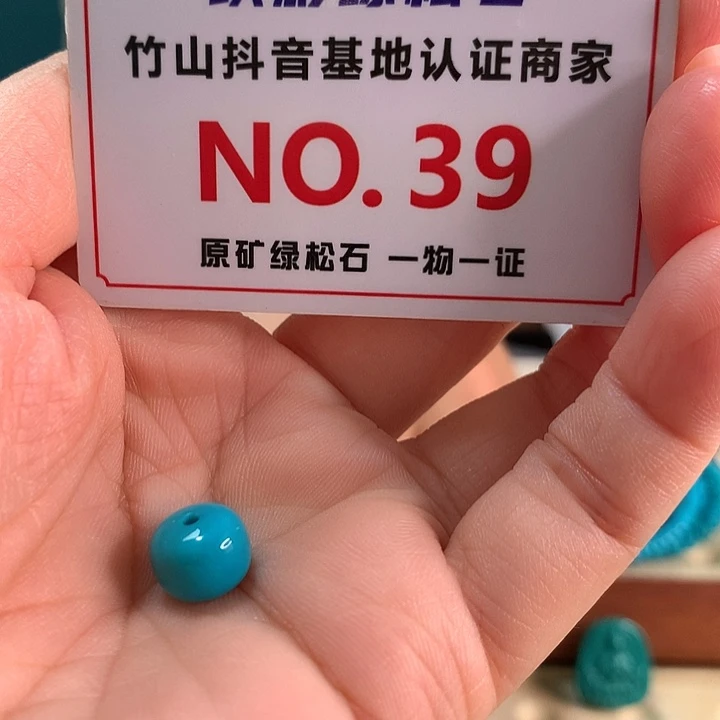 竹山抖音基地认证商家
NO. 39
原矿绿松石 一物一证